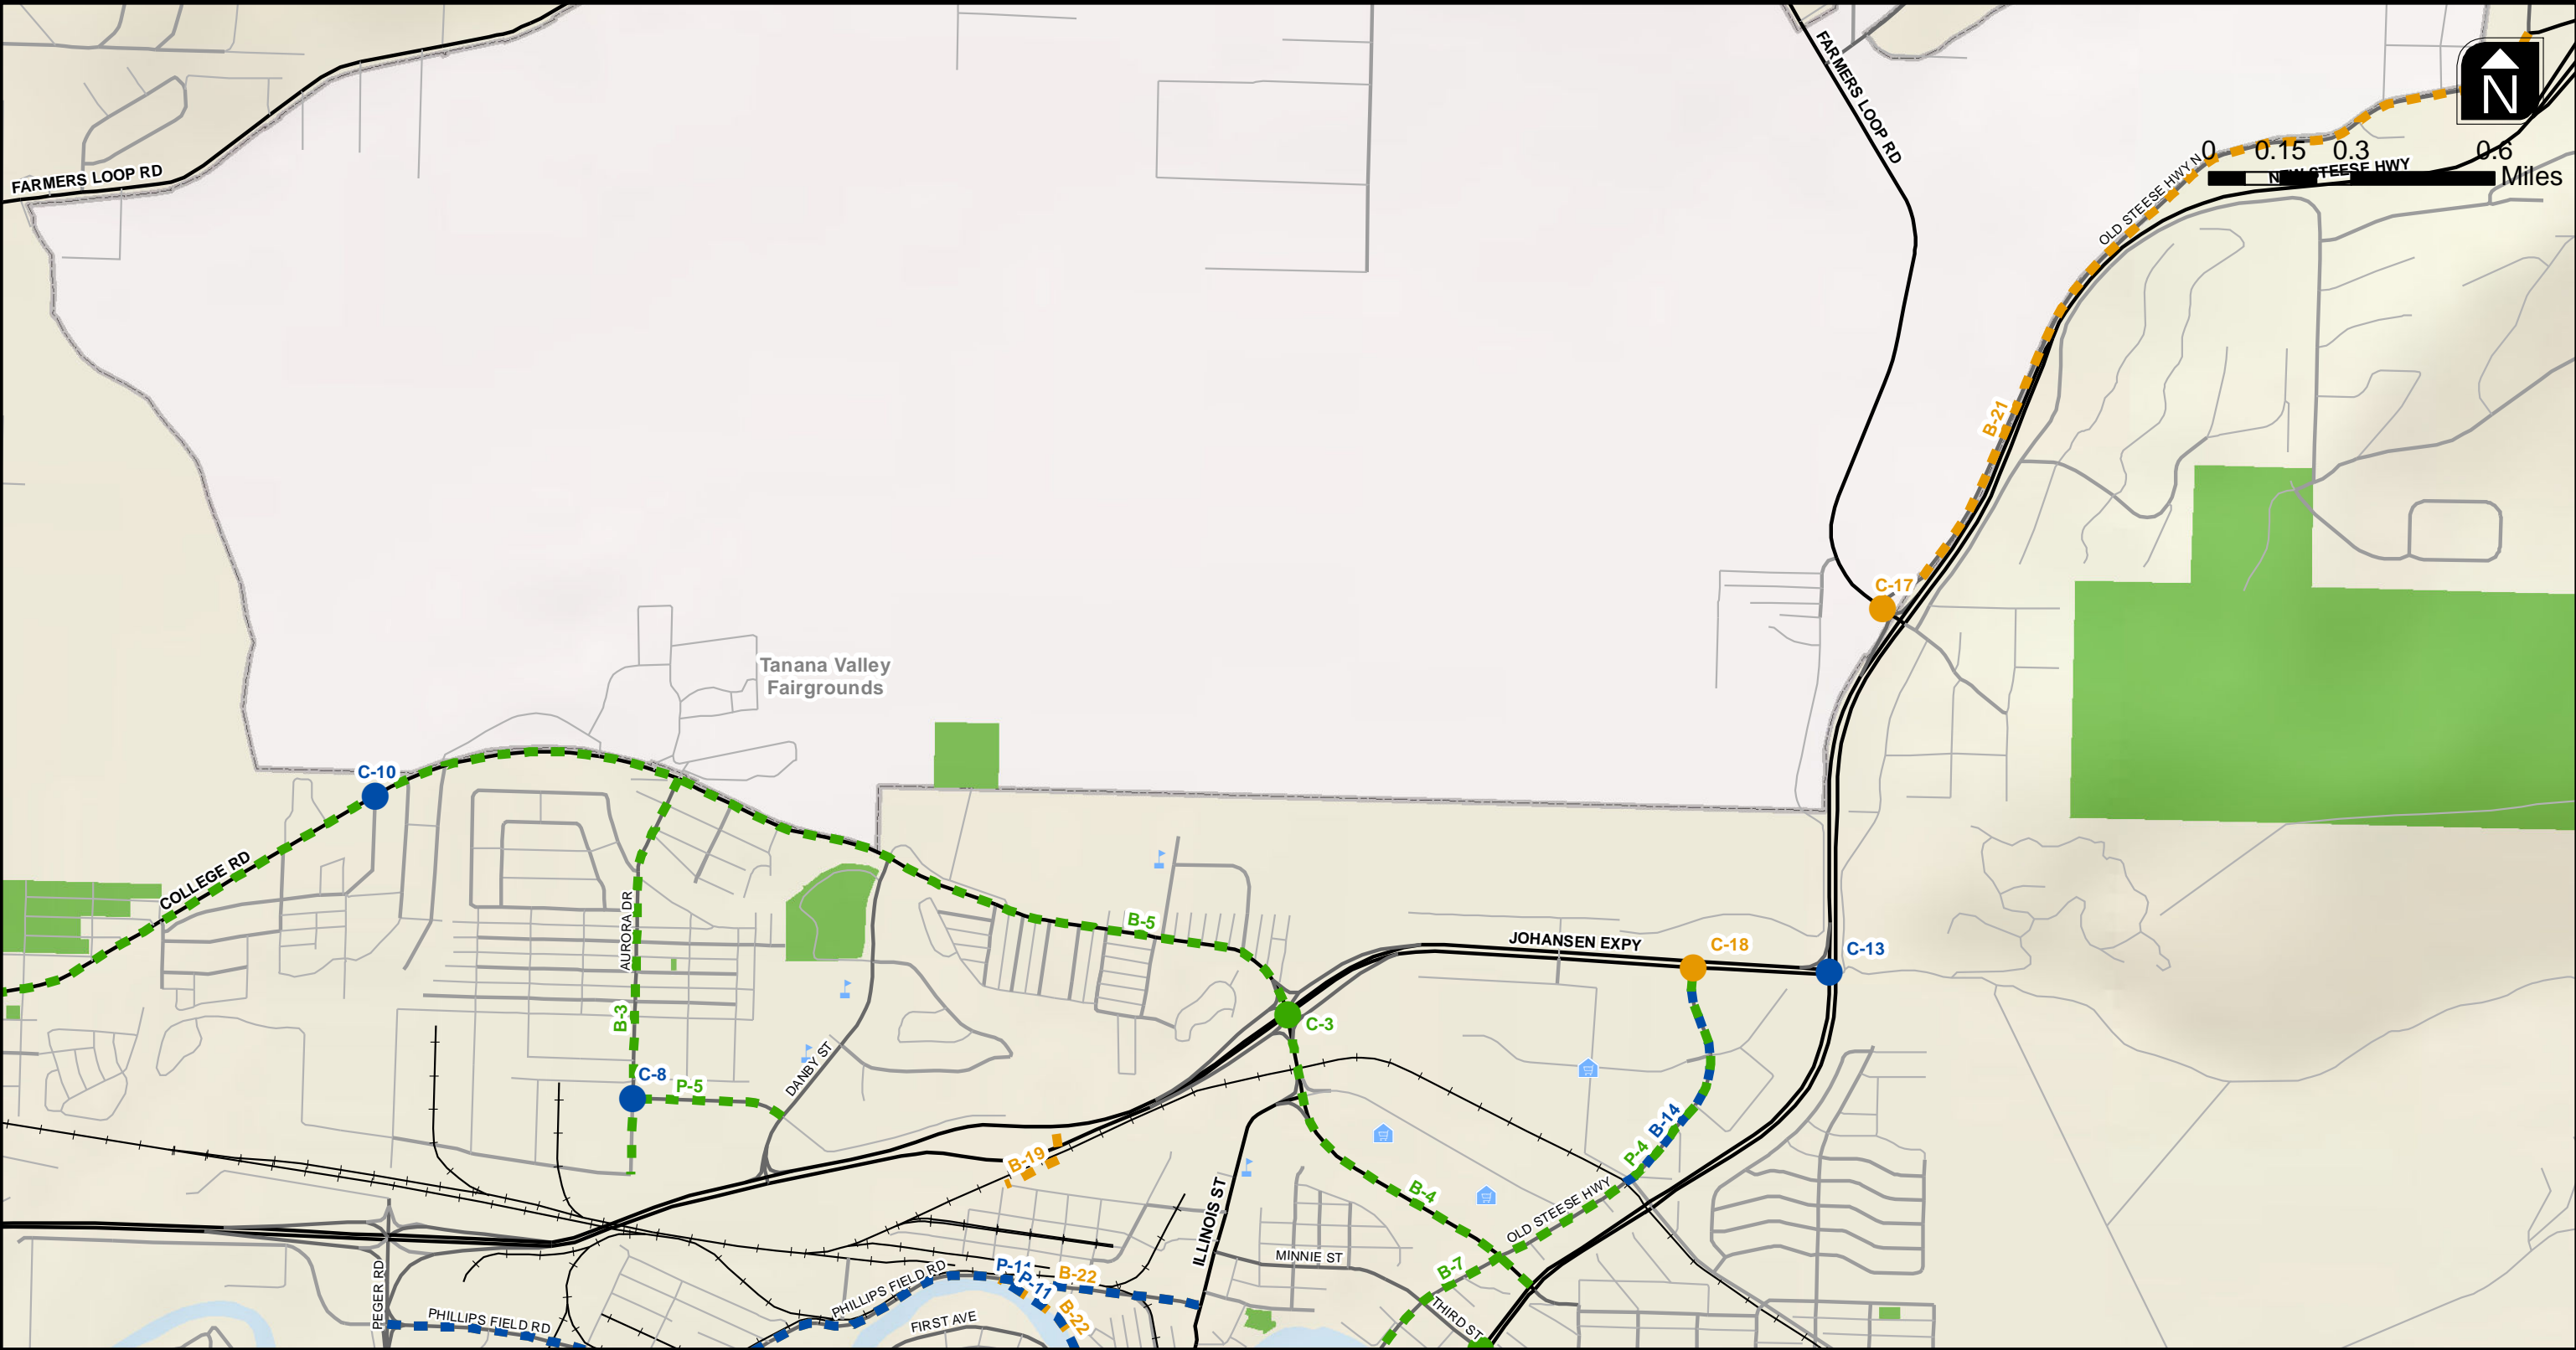 FARMERS LOOP RD
FARMERS LOOP RD
N
0 0.15 0.3 0.6
Miles
NEW STEESE HWY
OLD STEESE HWY N
B-21
C-17
Tanana Valley
Fairgrounds
C-10
COLLEGE RD
AURORA DR
B-5
JOHANSEN EXPY
C-18
C-13
B-3
C-3
C-8
P-5
DANBY ST
B-19
B-14
P-4
B-4
OLD STEESE HWY
ILLINOIS ST
MINNIE ST
B-7
PEGER RD
PHILLIPS FIELD RD
PHILLIPS FIELD RD
P-11
P-11
B-22
B-22
FIRST AVE
THIRD ST